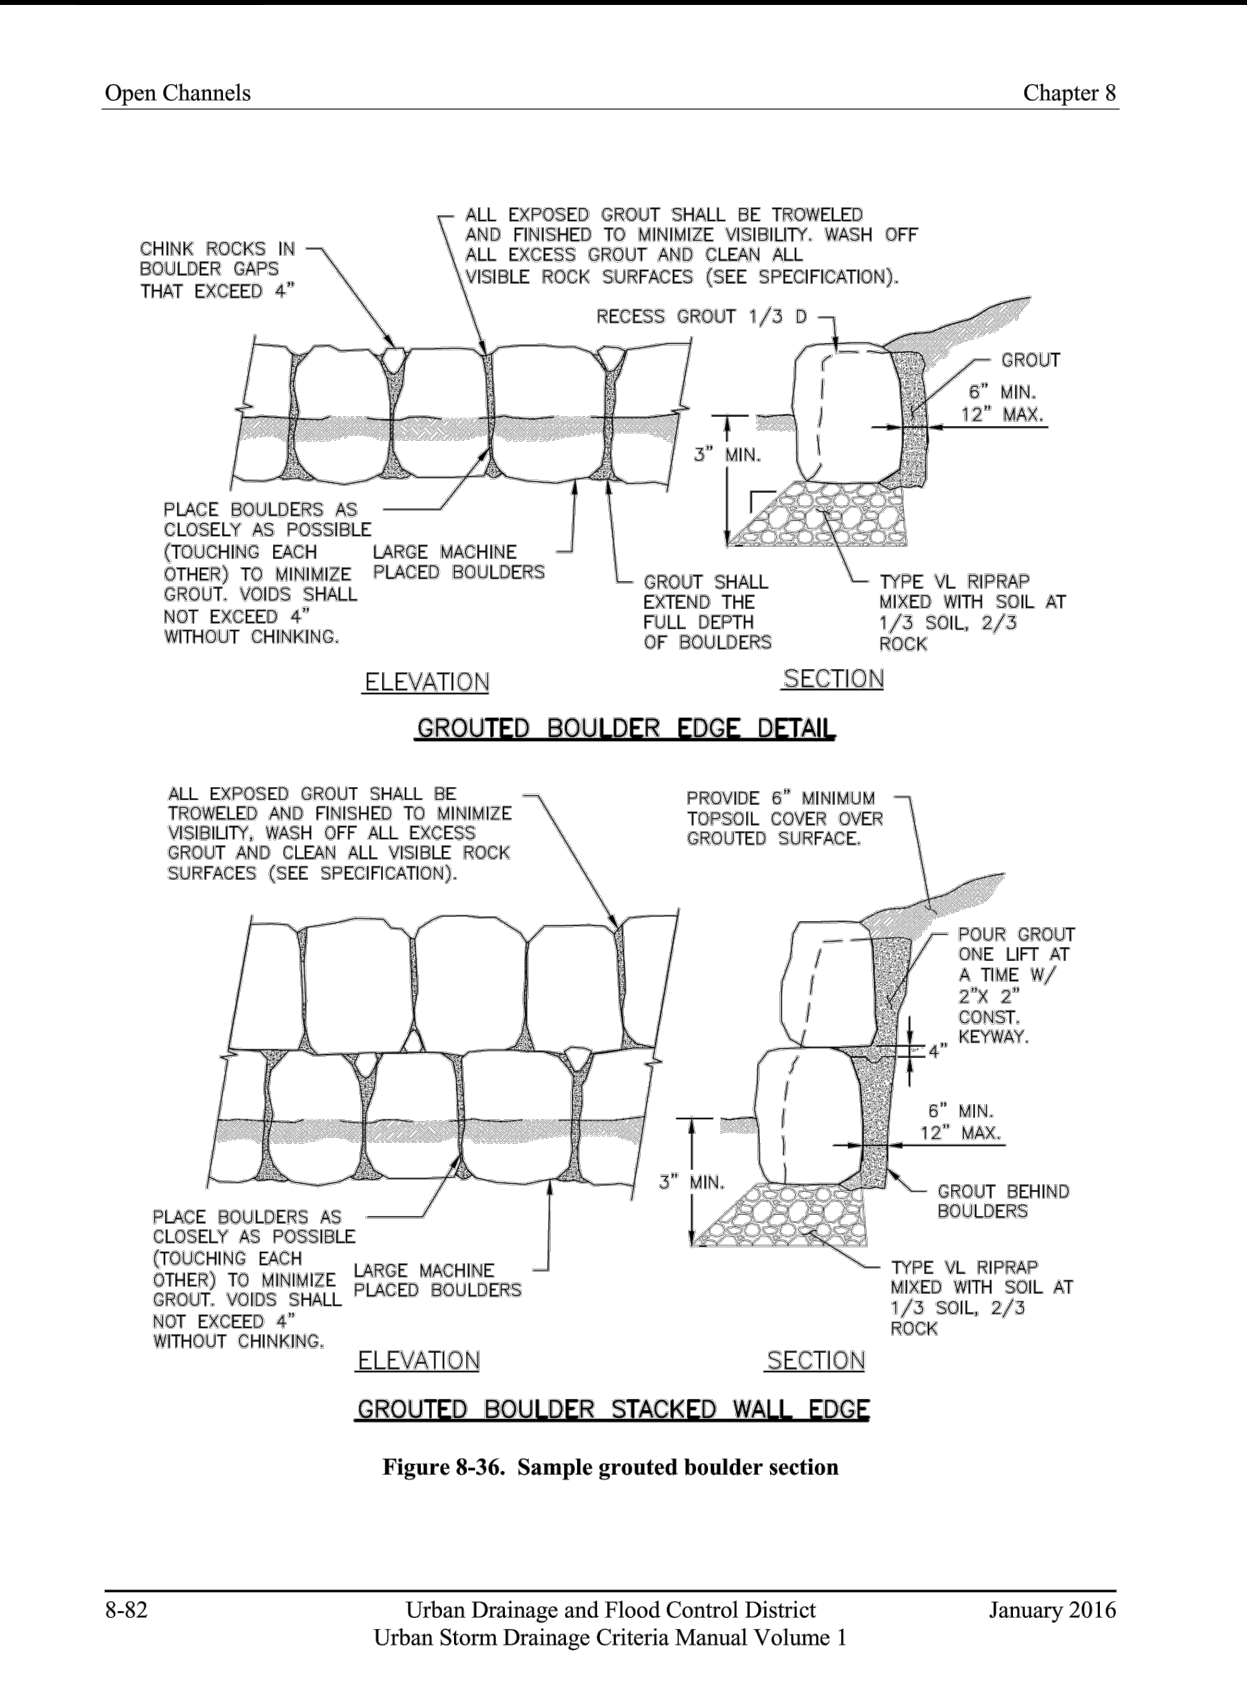 Open Channels
Chapter 8
ALL EXPOSED GROUT SHALL BE TROWELED
AND FINISHED TO MINIMIZE VISIBILITY. WASH OFF
ALL EXCESS GROUT AND CLEAN ALL
VISIBLE ROCK SURFACES (SEE SPECIFICATION).
CHINK ROCKS IN
BOULDER GAPS
THAT EXCEED 4"
RECESS GROUT 1/3 D
GROUT
6" MIN.
12" MAX.
3" MIN.
PLACE BOULDERS AS
CLOSELY AS POSSIBLE
(TOUCHING EACH
OTHER) TO MINIMIZE
GROUT. VOIDS SHALL
NOT EXCEED 4"
WITHOUT CHINKING.
LARGE MACHINE
PLACED BOULDERS
GROUT SHALL
EXTEND THE
FULL DEPTH
OF BOULDERS
TYPE VL RIPRAP
MIXED WITH SOIL AT
1/3 SOIL, 2/3
ROCK
ELEVATION
SECTION
GROUTED BOULDER EDGE DETAIL
ALL EXPOSED GROUT SHALL BE
TROWELED AND FINISHED TO MINIMIZE
VISIBILITY, WASH OFF ALL EXCESS
GROUT AND CLEAN ALL VISIBLE ROCK
SURFACES (SEE SPECIFICATION).
PROVIDE 6" MINIMUM
TOPSOIL COVER OVER
GROUTED SURFACE.
POUR GROUT
ONE LIFT AT
A TIME W/
2"X 2"
CONST.
KEYWAY.
4"
6" MIN.
12" MAX.
3" MIN.
GROUT BEHIND
BOULDERS
PLACE BOULDERS AS
CLOSELY AS POSSIBLE
(TOUCHING EACH
OTHER) TO MINIMIZE
GROUT. VOIDS SHALL
NOT EXCEED 4"
WITHOUT CHINKING.
LARGE MACHINE
PLACED BOULDERS
TYPE VL RIPRAP
MIXED WITH SOIL AT
1/3 SOIL, 2/3
ROCK
ELEVATION
SECTION
GROUTED BOULDER STACKED WALL EDGE
Figure 8-36. Sample grouted boulder section
8-82
Urban Drainage and Flood Control District
January 2016
Urban Storm Drainage Criteria Manual Volume 1